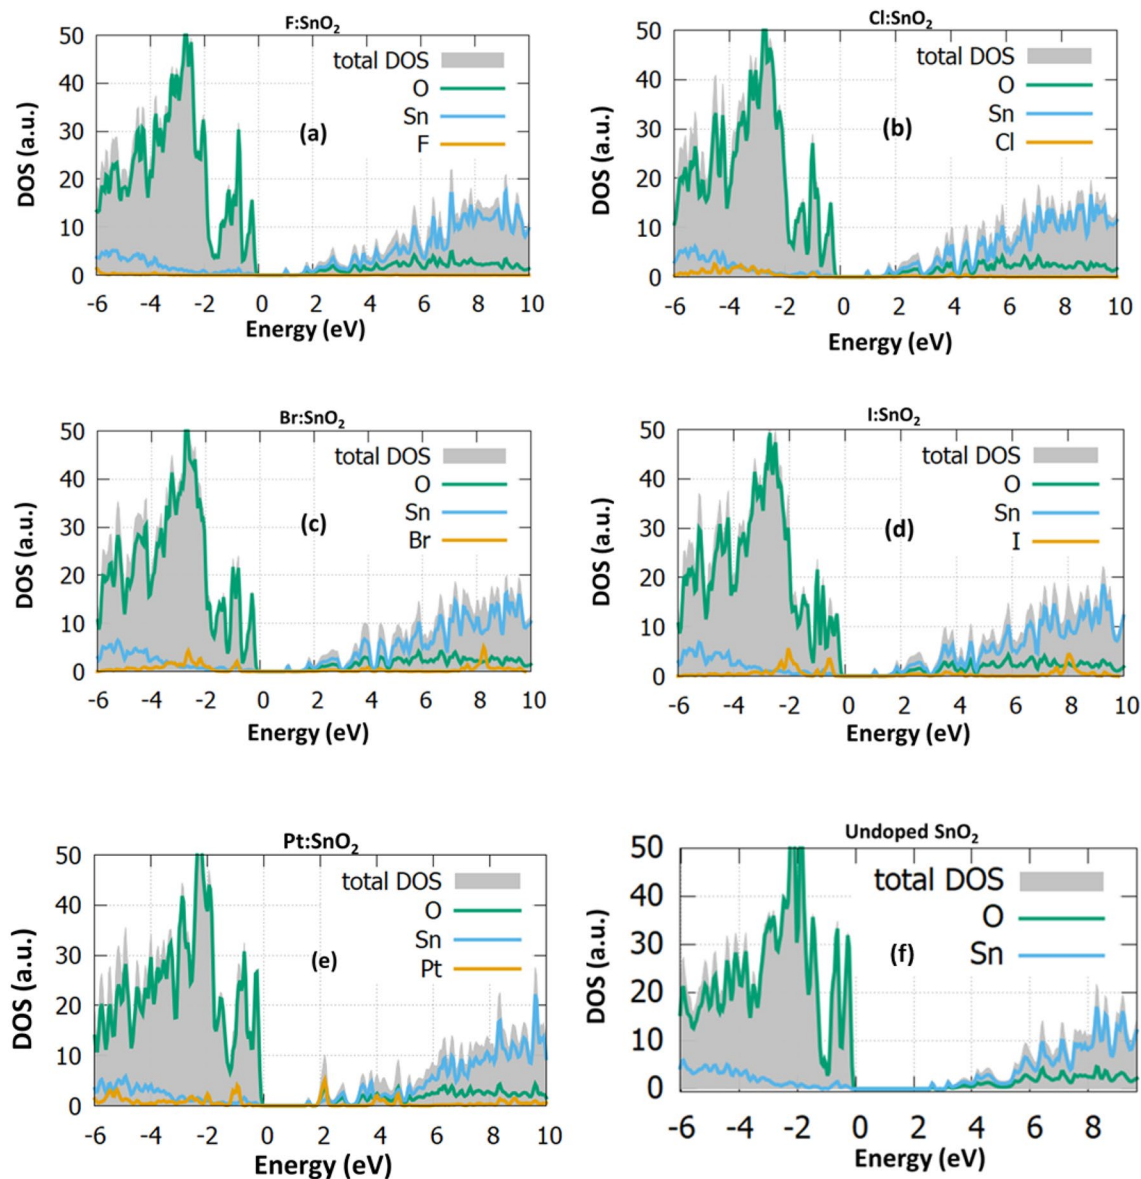 F:SnO₂
50
40
30
20
10
0
DOS (a.u.)
total DOS
O
Sn
F
(a)
-6 -4 -2 0 2 4 6 8 10
Energy (eV)
Cl:SnO₂
50
40
30
20
10
0
DOS (a.u.)
total DOS
O
Sn
Cl
(b)
-6 -4 -2 0 2 4 6 8 10
Energy (eV)
Br:SnO₂
50
40
30
20
10
0
DOS (a.u.)
total DOS
O
Sn
Br
(c)
-6 -4 -2 0 2 4 6 8 10
Energy (eV)
I:SnO₂
50
40
30
20
10
0
DOS (a.u.)
total DOS
O
Sn
I
(d)
-6 -4 -2 0 2 4 6 8 10
Energy (eV)
Pt:SnO₂
50
40
30
20
10
0
DOS (a.u.)
total DOS
O
Sn
Pt
(e)
-6 -4 -2 0 2 4 6 8 10
Energy (eV)
Undoped SnO₂
50
40
30
20
10
0
DOS (a.u.)
total DOS
O
Sn
(f)
-6 -4 -2 0 2 4 6 8
Energy (eV)